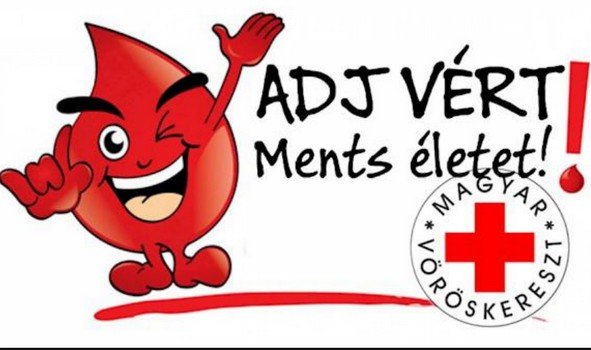 ADJ VÉRT!
Ments életet!
* MAGYAR *
VÖRÖSKERESZT